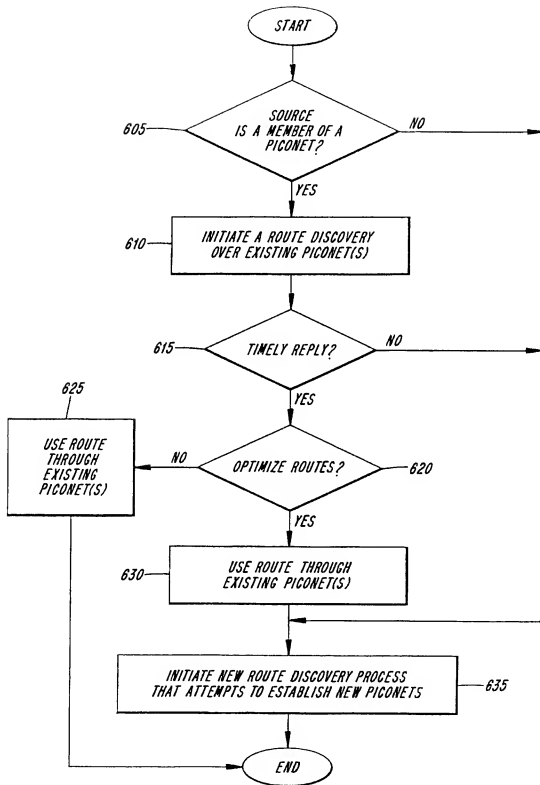 START
SOURCE
IS A MEMBER OF A
PICONET?
605
NO
YES
INITIATE A ROUTE DISCOVERY
OVER EXISTING PICONET(S)
610
TIMELY REPLY?
615
NO
YES
625
USE ROUTE
THROUGH
EXISTING
PICONET(S)
NO
OPTIMIZE ROUTES?
620
YES
USE ROUTE THROUGH
EXISTING PICONET(S)
630
INITIATE NEW ROUTE DISCOVERY PROCESS
THAT ATTEMPTS TO ESTABLISH NEW PICONETS
635
END